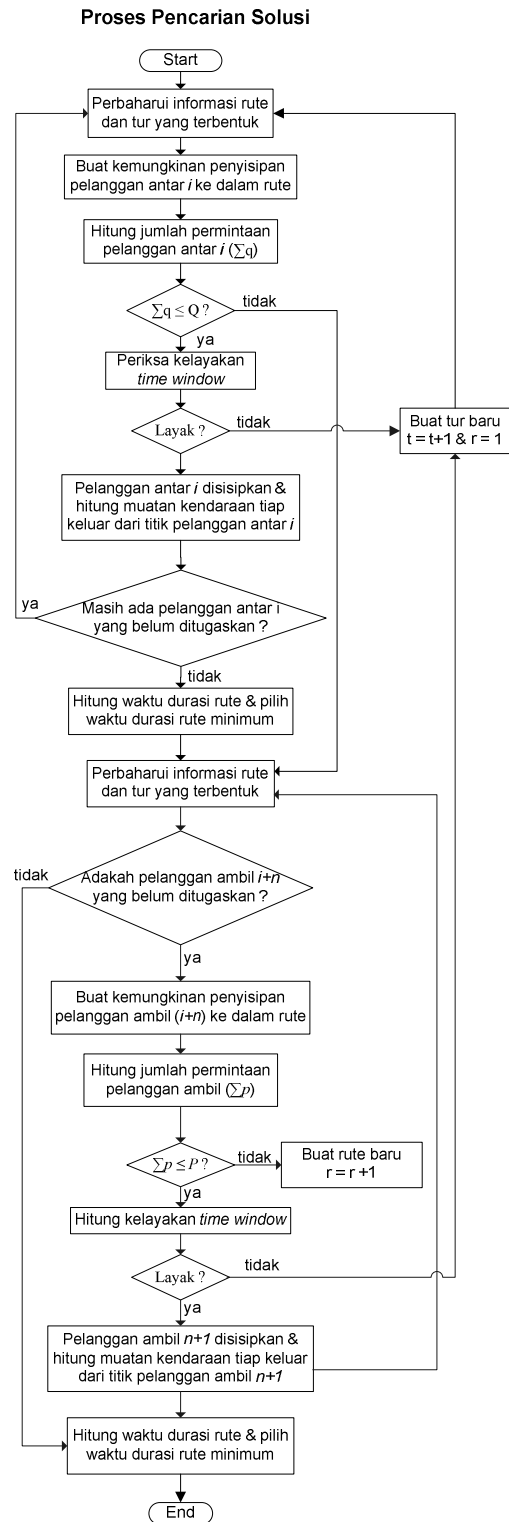 Proses Pencarian Solusi
Start
Perbaharui informasi rute
dan tur yang terbentuk
Buat kemungkinan penyisipan
pelanggan antar i ke dalam rute
Hitung jumlah permintaan
pelanggan antar i (∑q)
∑q ≤ Q ?
tidak
ya
Periksa kelayakan
time window
Layak ?
tidak
Buat tur baru
t = t+1 & r = 1
Pelanggan antar i disisipkan &
hitung muatan kendaraan tiap
keluar dari titik pelanggan antar i
ya
Masih ada pelanggan antar i
yang belum ditugaskan ?
tidak
Hitung waktu durasi rute & pilih
waktu durasi rute minimum
Perbaharui informasi rute
dan tur yang terbentuk
tidak
Adakah pelanggan ambil i+n
yang belum ditugaskan ?
ya
Buat kemungkinan penyisipan
pelanggan ambil (i+n) ke dalam rute
Hitung jumlah permintaan
pelanggan ambil (∑p)
∑p ≤ P ?
tidak
Buat rute baru
r = r +1
ya
Hitung kelayakan time window
Layak ?
tidak
ya
Pelanggan ambil n+1 disisipkan &
hitung muatan kendaraan tiap keluar
dari titik pelanggan ambil n+1
Hitung waktu durasi rute & pilih
waktu durasi rute minimum
End